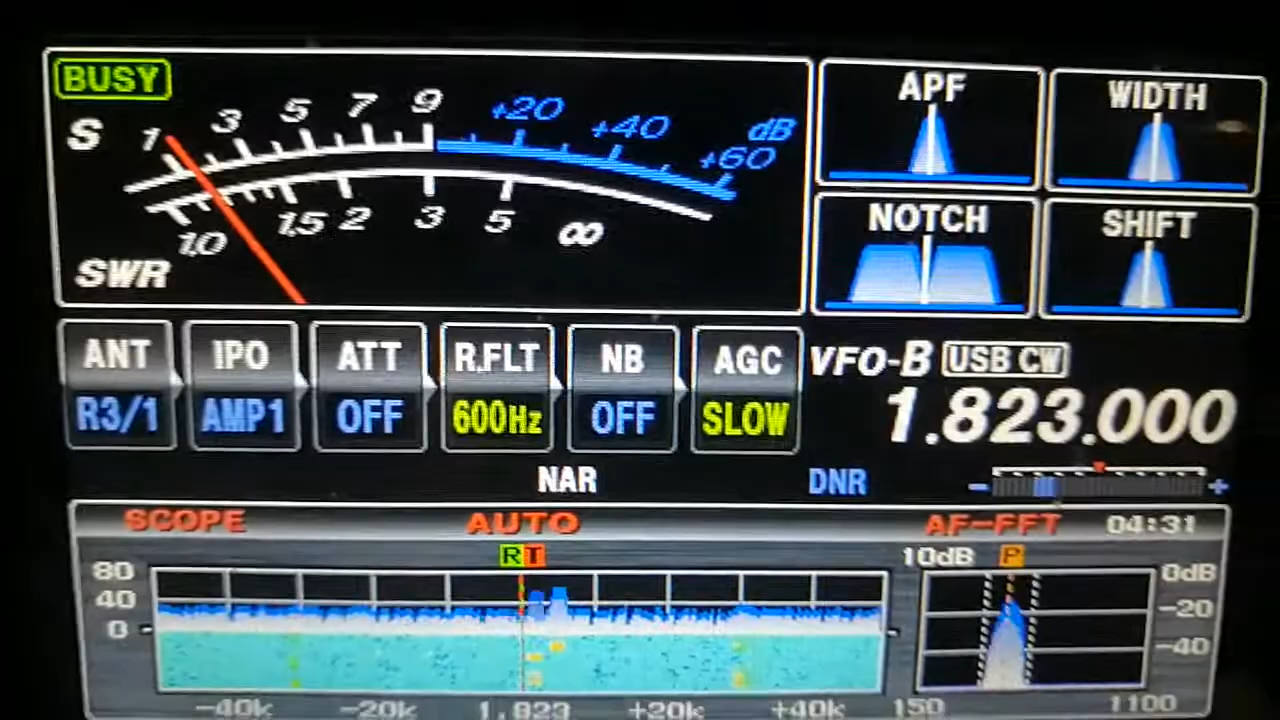 BUSY
S 1 3 5 7 9 +20 +40 +60 dB
1.0 1.5 2 3 5 ∞
SWR
APF WIDTH
NOTCH SHIFT
ANT IPO ATT R.FLT NB AGC
R3/1 AMP1 OFF 600Hz OFF SLOW
VFO-B USB CW
1.823.000
NAR DNR - +
SCOPE AUTO AF-FFT 04:31
R T 10dB P
80 0dB
40 -20
0 -40
-40k -20k 1.823 +20k +40k 150 1100